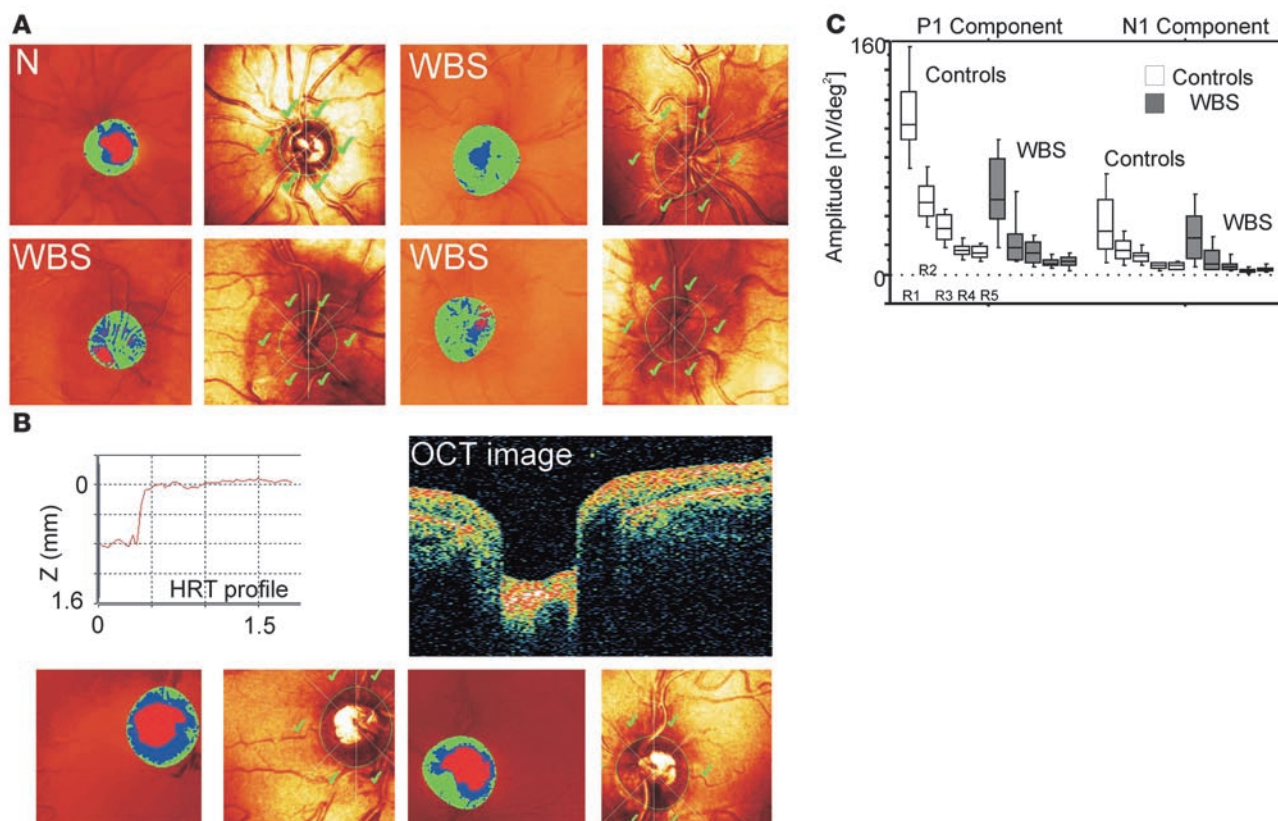 A
N
WBS
WBS
WBS
B
0
Z (mm)
1.6
HRT profile
0
1.5
OCT image
C
P1 Component
N1 Component
160
Amplitude [nV/deg²]
0
Controls
Controls
WBS
WBS
Controls
WBS
R2
R1
R3
R4
R5